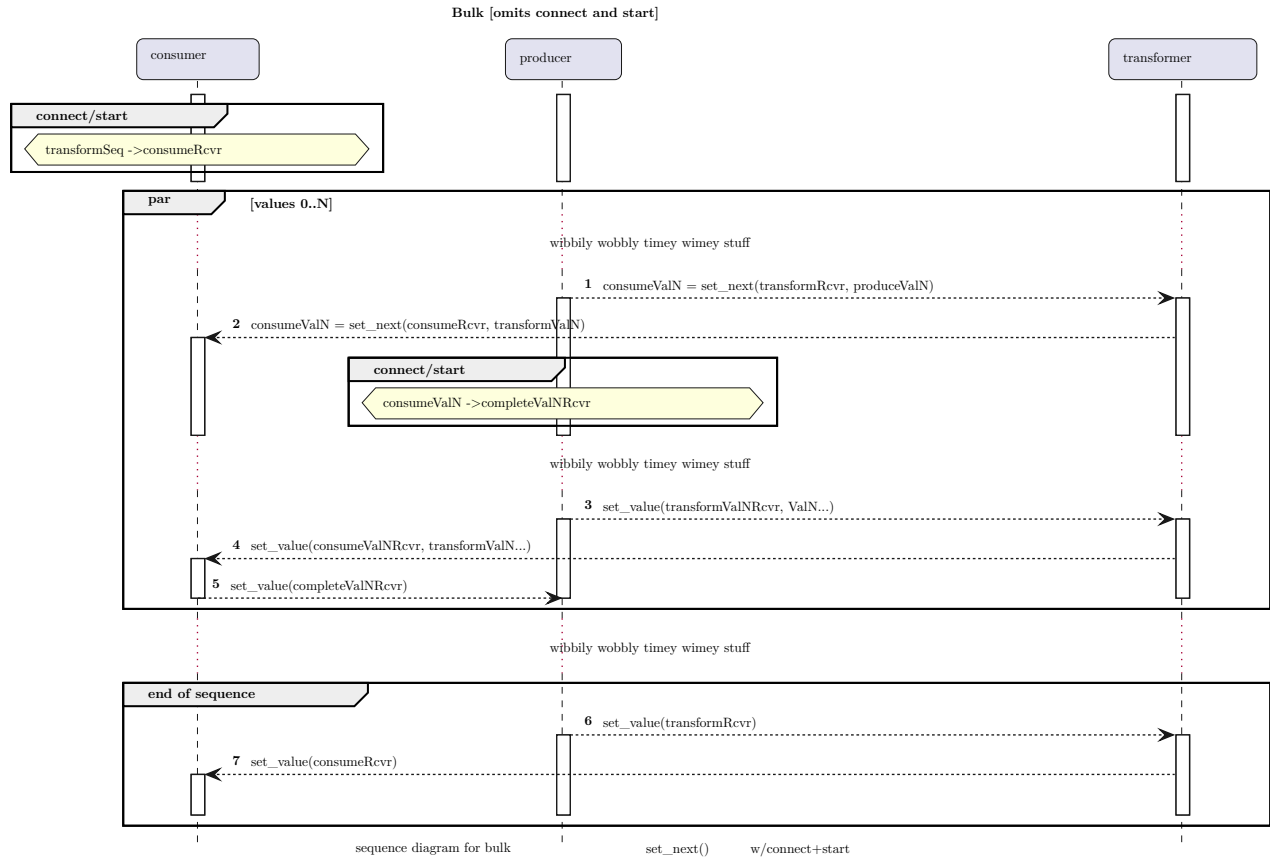 Bulk [omits connect and start]
consumer
producer
transformer
connect/start
transformSeq ->consumeRcvr
par
[values 0..N]
wibbily wobbly timey wimey stuff
1 consumeValN = set_next(transformRcvr, produceValN)
2 consumeValN = set_next(consumeRcvr, transformValN)
connect/start
consumeValN ->completeValNRcvr
wibbily wobbly timey wimey stuff
3 set_value(transformValNRcvr, ValN...)
4 set_value(consumeValNRcvr, transformValN...)
5 set_value(completeValNRcvr)
wibbily wobbly timey wimey stuff
end of sequence
6 set_value(transformRcvr)
7 set_value(consumeRcvr)
sequence diagram for bulk set_next() w/connect+start